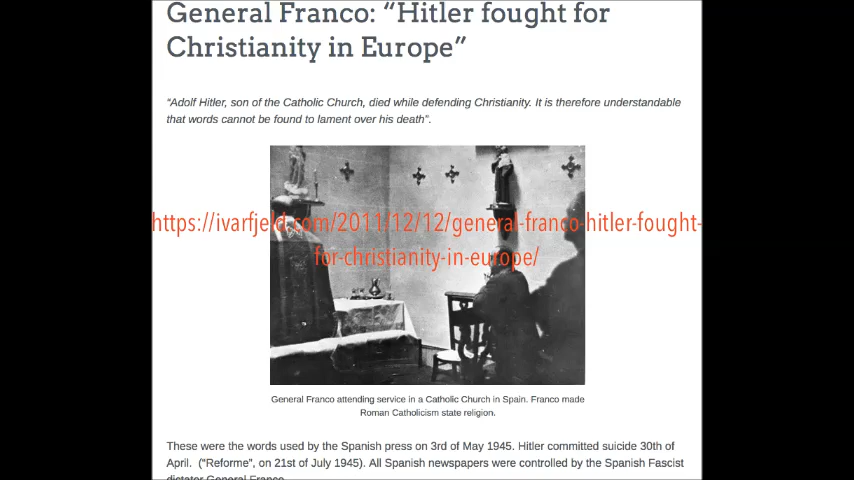 General Franco: “Hitler fought for
Christianity in Europe”
“Adolf Hitler, son of the Catholic Church, died while defending Christianity. It is therefore understandable
that words cannot be found to lament over his death”.
https://ivarfjeld.com/2011/12/12/general-franco-hitler-fought-
for-christianity-in-europe/
General Franco attending service in a Catholic Church in Spain. Franco made
Roman Catholicism state religion.
These were the words used by the Spanish press on 3rd of May 1945. Hitler committed suicide 30th of
April. (“Reforme”, on 21st of July 1945). All Spanish newspapers were controlled by the Spanish Fascist
dictator General Franco